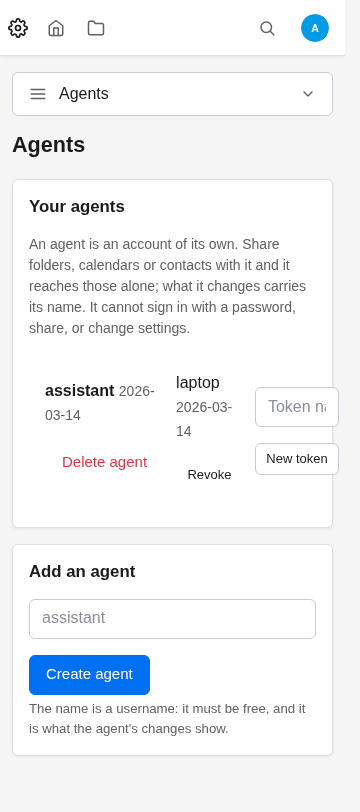 A
Agents
Agents
Your agents
An agent is an account of its own. Share
folders, calendars or contacts with it and it
reaches those alone; what it changes carries
its name. It cannot sign in with a password,
share, or change settings.
assistant 2026-
03-14
Delete agent
laptop
2026-03-
14
Revoke
Token na
New token
Add an agent
assistant
Create agent
The name is a username: it must be free, and it
is what the agent's changes show.